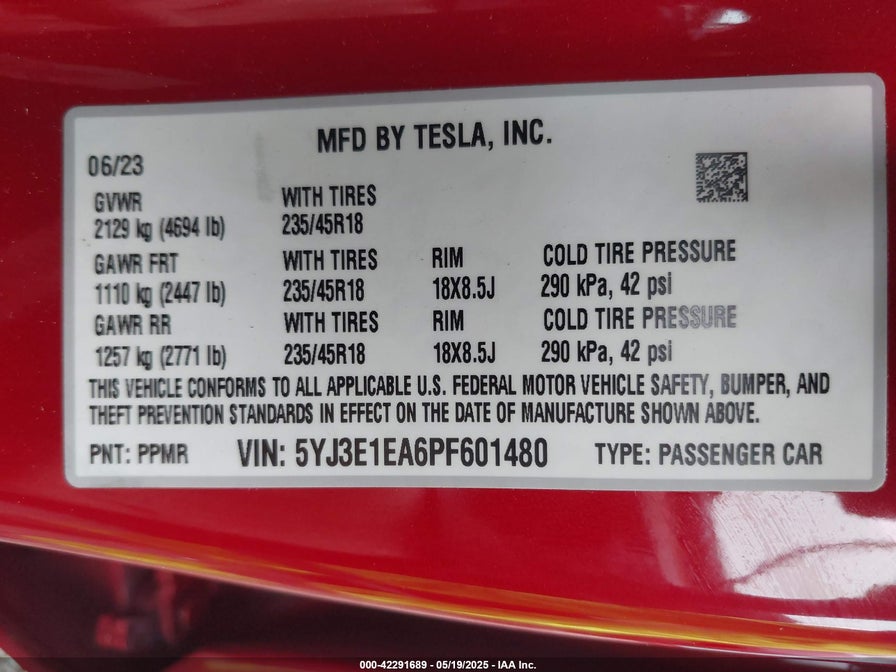 MFD BY TESLA, INC.
06/23
GVWR WITH TIRES
2129 kg (4694 lb) 235/45R18
GAWR FRT WITH TIRES RIM COLD TIRE PRESSURE
1110 kg (2447 lb) 235/45R18 18X8.5J 290 kPa, 42 psi
GAWR RR WITH TIRES RIM COLD TIRE PRESSURE
1257 kg (2771 lb) 235/45R18 18X8.5J 290 kPa, 42 psi
THIS VEHICLE CONFORMS TO ALL APPLICABLE U.S. FEDERAL MOTOR VEHICLE SAFETY, BUMPER, AND
THEFT PREVENTION STANDARDS IN EFFECT ON THE DATE OF MANUFACTURE SHOWN ABOVE.
PNT: PPMR VIN: 5YJ3E1EA6PF601480 TYPE: PASSENGER CAR
000-42291689 - 05/19/2025 - IAA Inc.